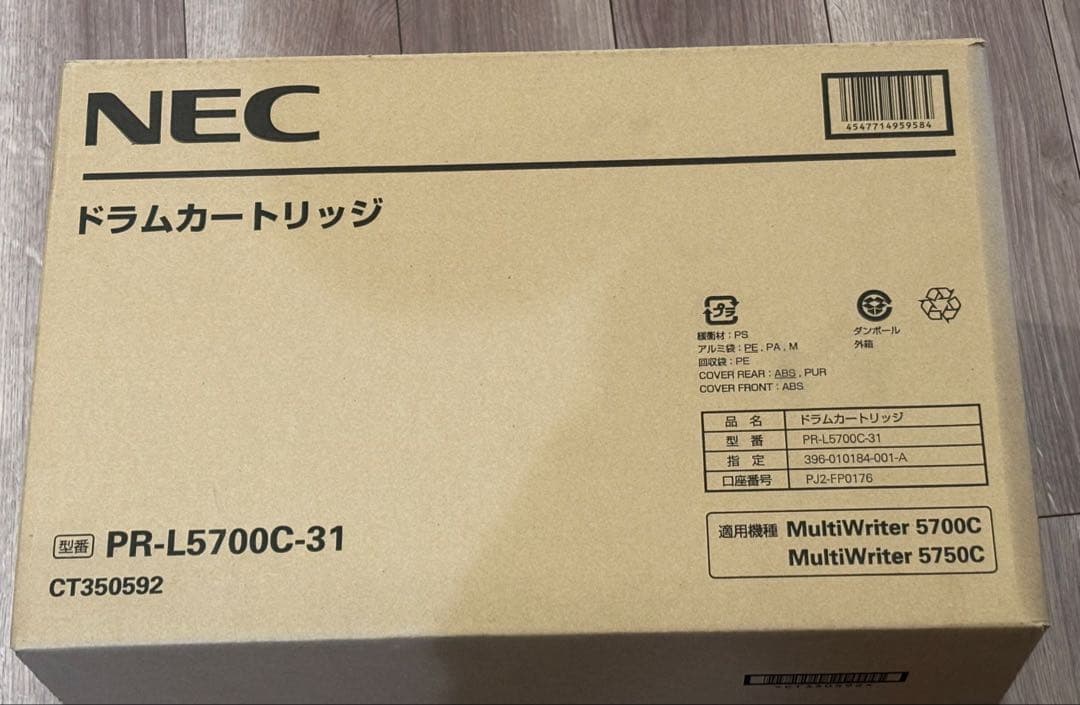 NEC
4547714959584
ドラムカートリッジ
プラ
緩衝材：PS
アルミ袋：PE , PA , M
回収袋：PE
COVER REAR：ABS , PUR
COVER FRONT：ABS
ダンボール
外箱
品 名 ドラムカートリッジ
型 番 PR-L5700C-31
指 定 396-010184-001-A
口座番号 PJ2-FP0176
型番 PR-L5700C-31
CT350592
適用機種 MultiWriter 5700C
MultiWriter 5750C